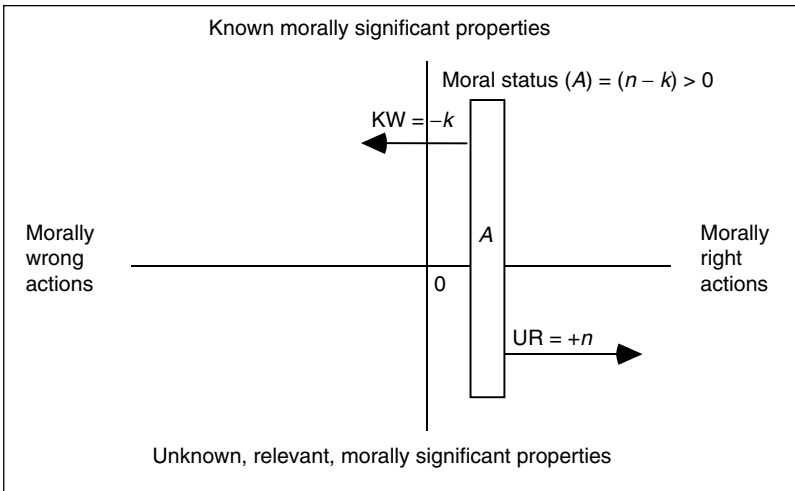 Known morally significant properties
Moral status (A) = (n – k) > 0
KW = –k
Morally
wrong
actions
A
Morally
right
actions
0
UR = +n
Unknown, relevant, morally significant properties